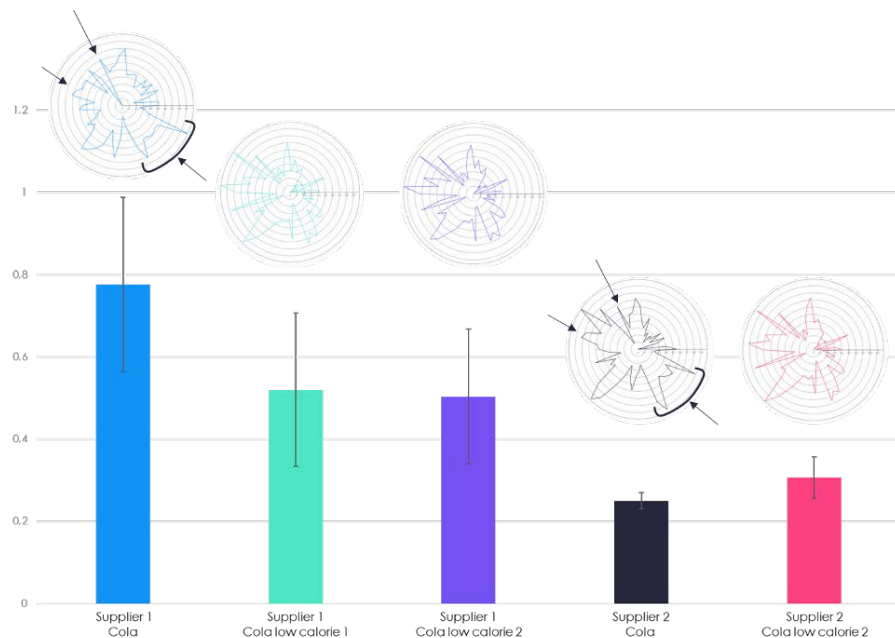 1.2
1
0.8
0.6
0.4
0.2
0
Supplier 1
Cola
Supplier 1
Cola low calorie 1
Supplier 1
Cola low calorie 2
Supplier 2
Cola
Supplier 2
Cola low calorie 2